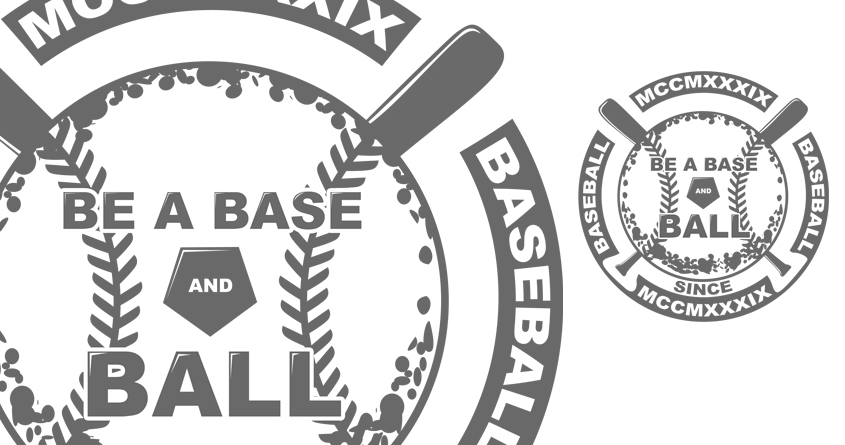 MCCMXXXIX
BE A BASE
AND
BALL
BASEBALL
MCCMXXXIX
BASEBALL
BE A BASE
AND
BALL
BASEBALL
SINCE
MCCMXXXIX